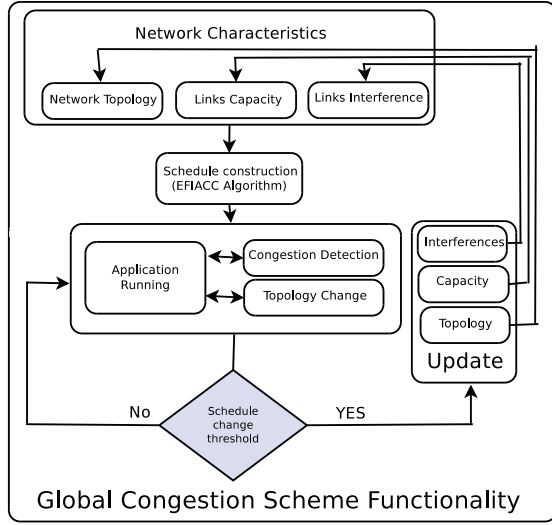 Network Characteristics
Network Topology
Links Capacity
Links Interference
Schedule construction
(EFIACC Algorithm)
Application
Running
Congestion Detection
Topology Change
Interferences
Capacity
Topology
Update
No
Schedule
change
threshold
YES
Global Congestion Scheme Functionality